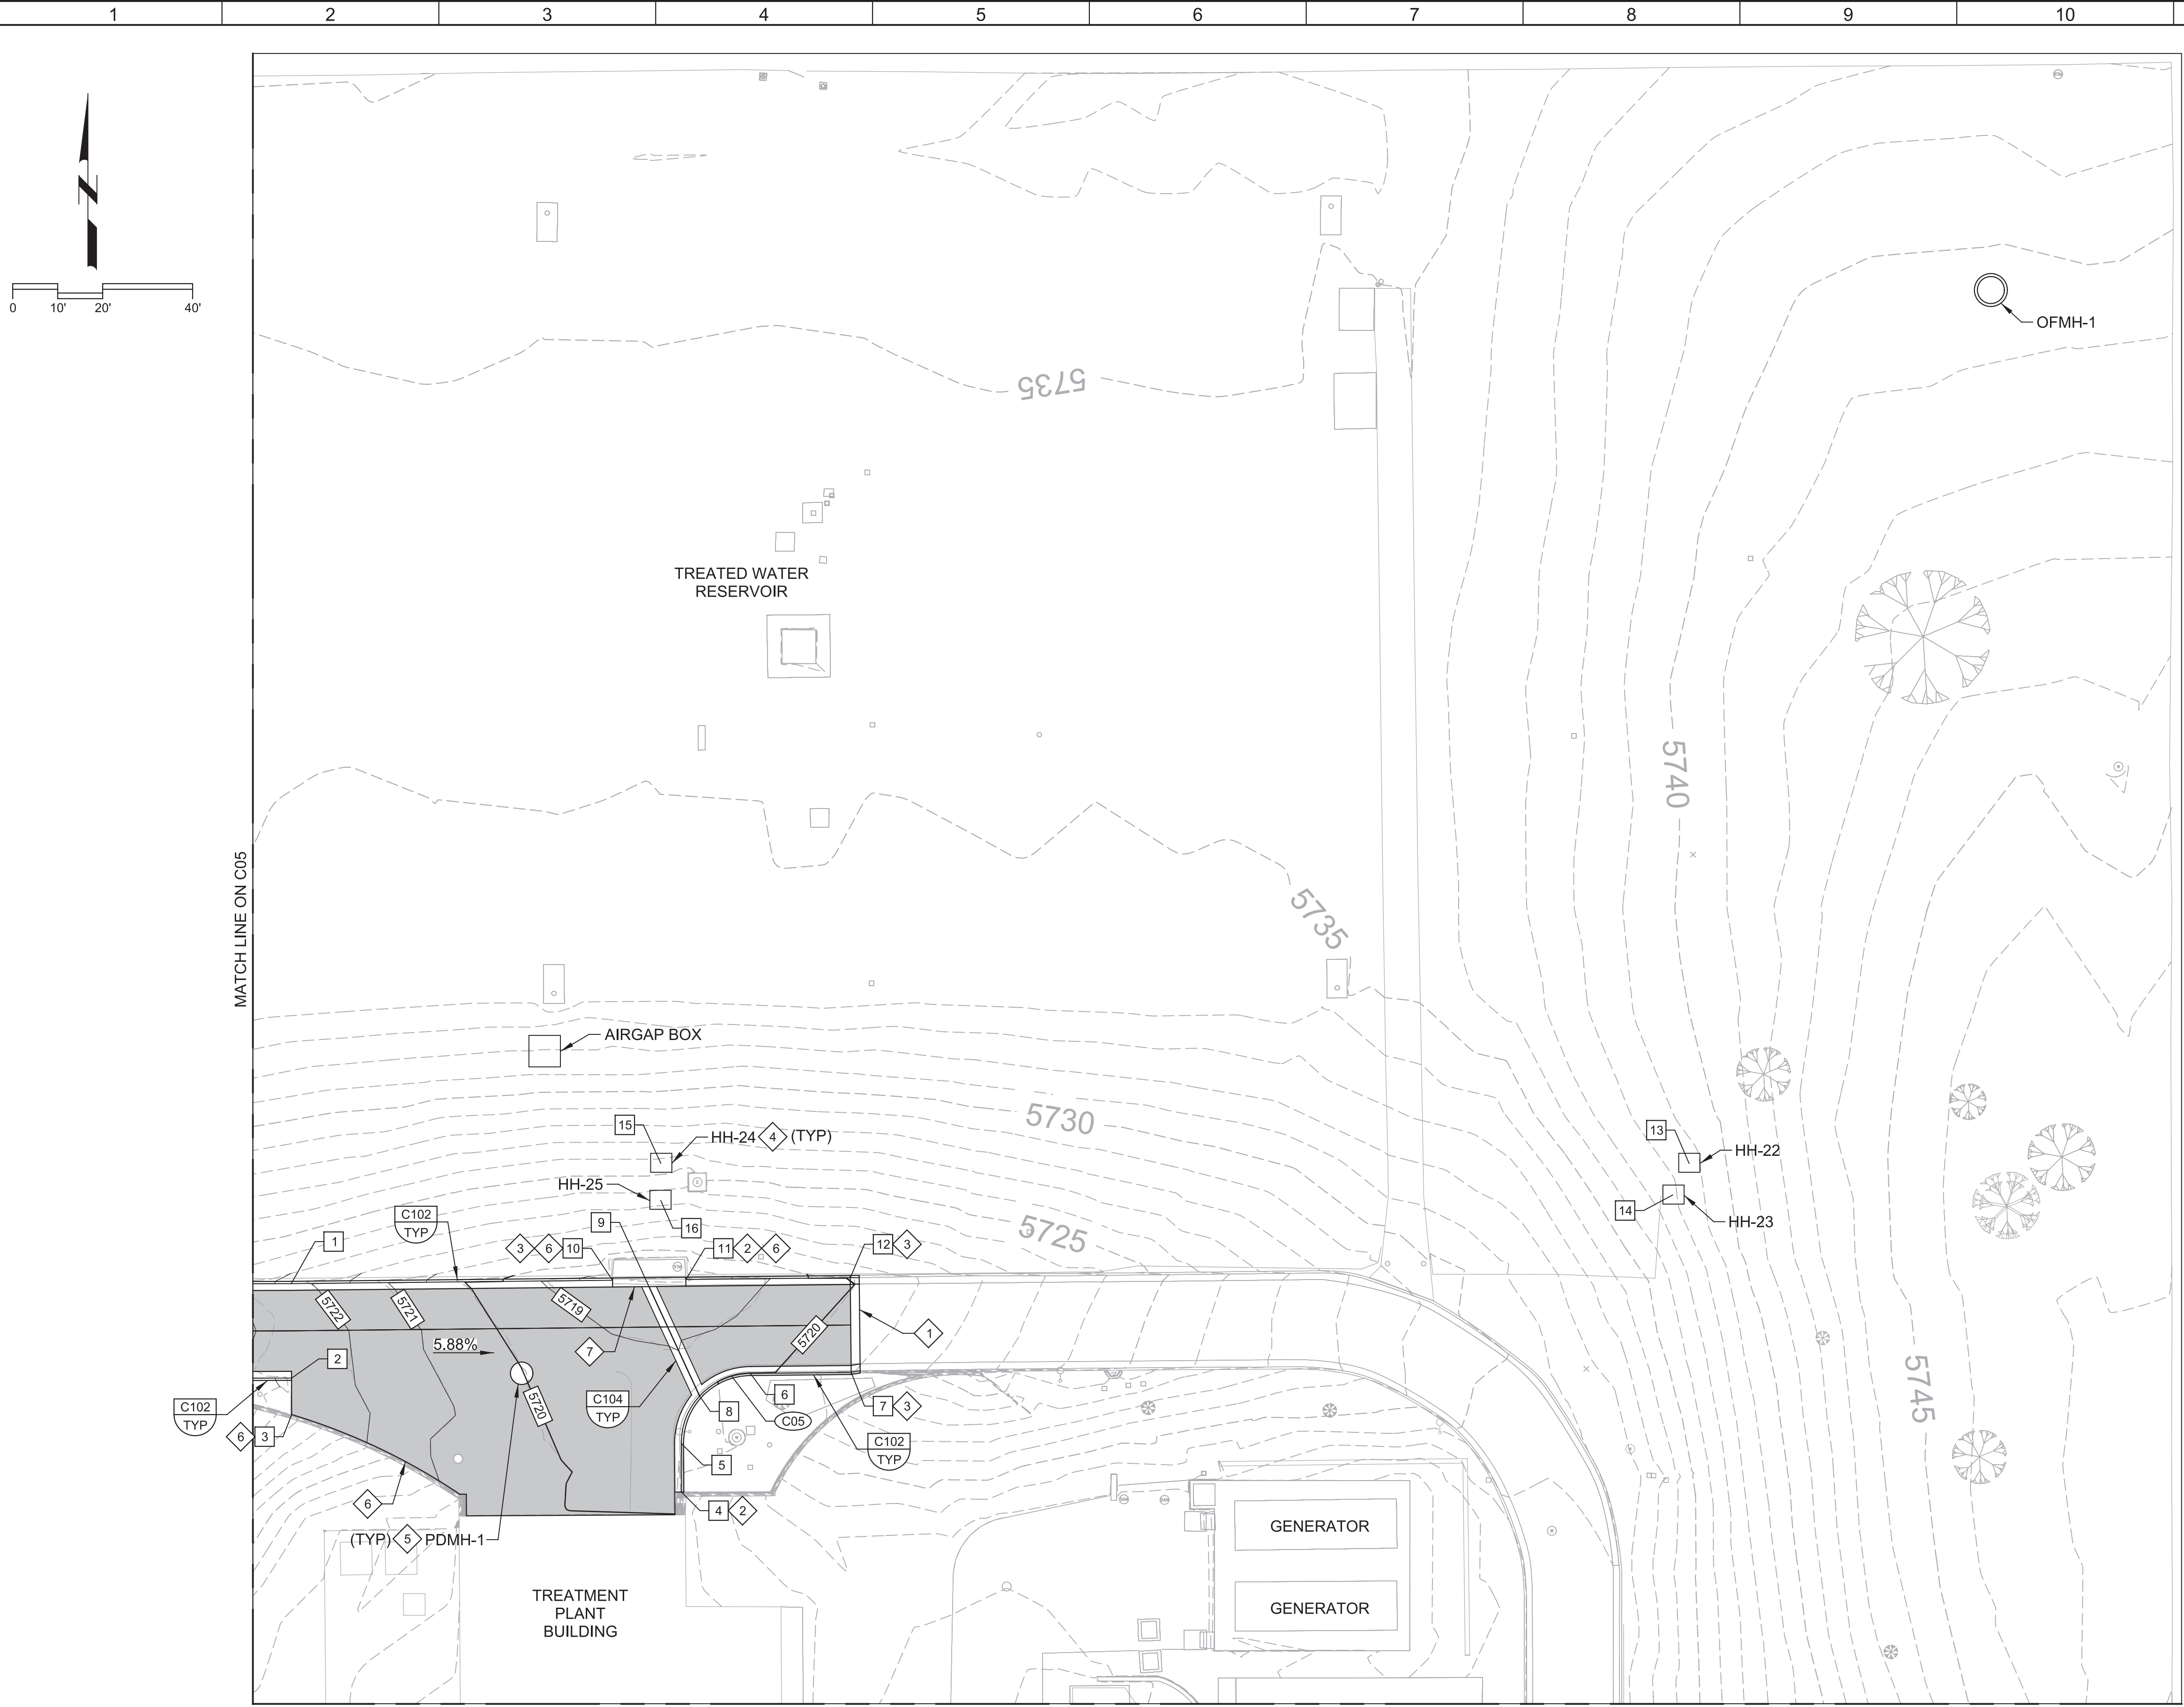 1 2 3 4 5 6 7 8 9 10
N
0 10' 20' 40'
OFMH-1
5735
TREATED WATER
RESERVOIR
5740
MATCH LINE ON C05
5735
AIRGAP BOX
5730
15
HH-24 4 (TYP)
13
HH-22
HH-25
16
14
HH-23
C102
TYP
9
5725
1
3 6 10
11 2 6
12 3
5722
5721
5719
5720
1
5.88%
7
2
C102
TYP
6 3
5720
C104
TYP
8
6
C05
7 3
C102
TYP
5
6
4 2
(TYP) 5 PDMH-1
5745
GENERATOR
GENERATOR
TREATMENT
PLANT
BUILDING